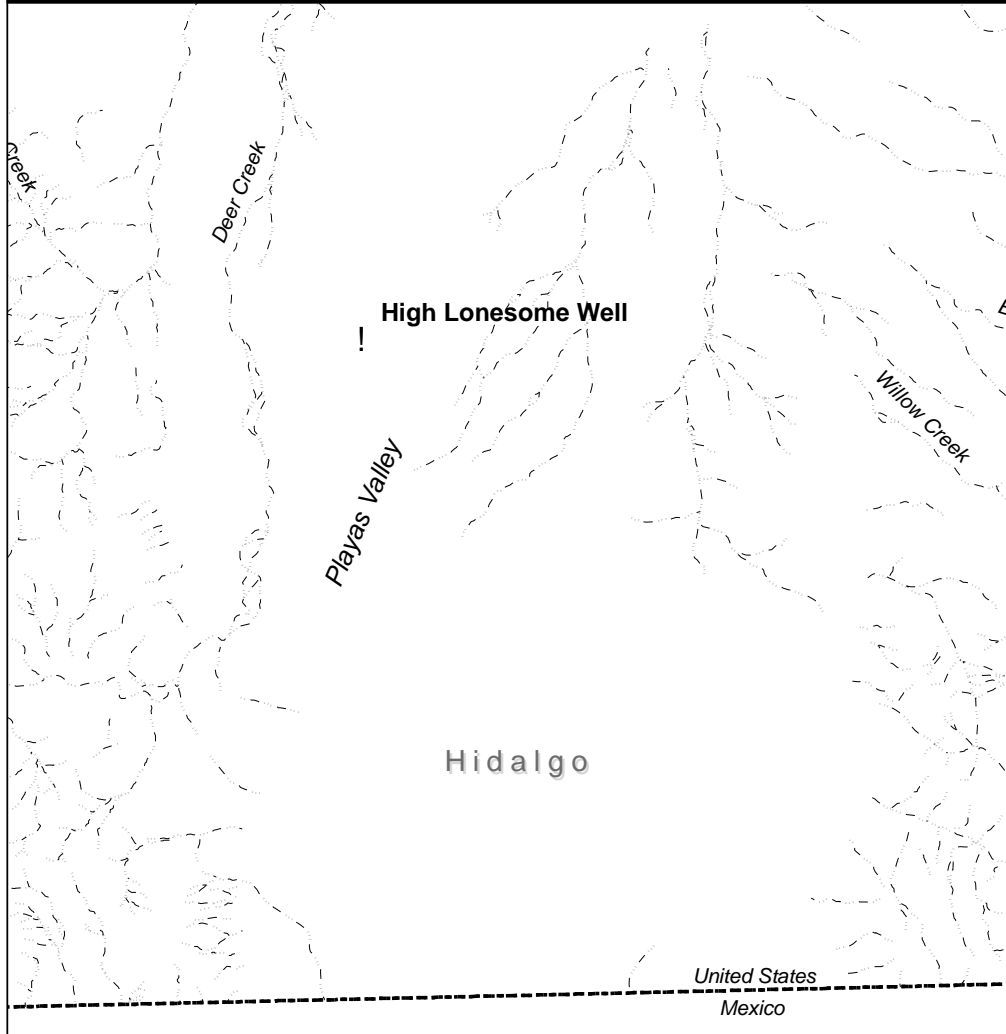 Creek
Deer Creek
High Lonesome Well
!
Willow Creek
Playas Valley
Hidalgo
United States
Mexico